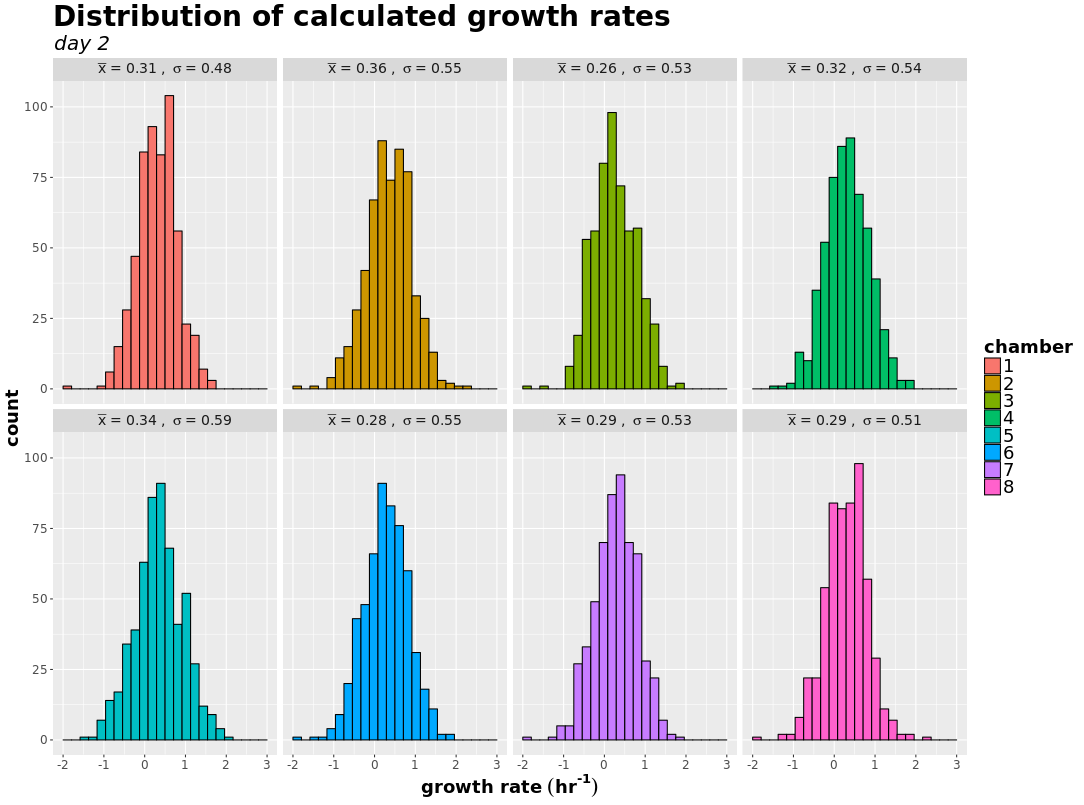 Distribution of calculated growth rates
day 2
x̅ = 0.31 , σ = 0.48
x̅ = 0.36 , σ = 0.55
x̅ = 0.26 , σ = 0.53
x̅ = 0.32 , σ = 0.54
100
75
50
25
0
x̅ = 0.34 , σ = 0.59
x̅ = 0.28 , σ = 0.55
x̅ = 0.29 , σ = 0.53
x̅ = 0.29 , σ = 0.51
100
75
50
25
0
-2 -1 0 1 2 3
-2 -1 0 1 2 3
-2 -1 0 1 2 3
-2 -1 0 1 2 3
count
growth rate (hr⁻¹)
chamber
1
2
3
4
5
6
7
8